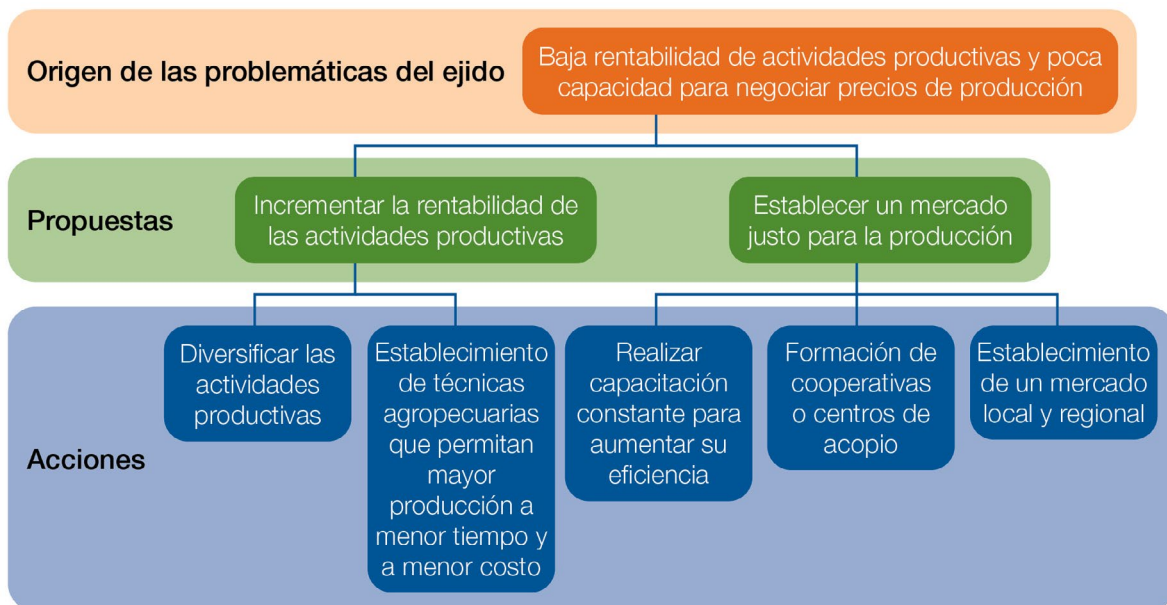 Origen de las problemáticas del ejido
Baja rentabilidad de actividades productivas y poca
capacidad para negociar precios de producción
Propuestas
Incrementar la rentabilidad de
las actividades productivas
Establecer un mercado
justo para la producción
Acciones
Diversificar las
actividades
productivas
Establecimiento
de técnicas
agropecuarias
que permitan
mayor
producción a
menor tiempo y
a menor costo
Realizar
capacitación
constante para
aumentar su
eficiencia
Formación de
cooperativas
o centros de
acopio
Establecimiento
de un mercado
local y regional